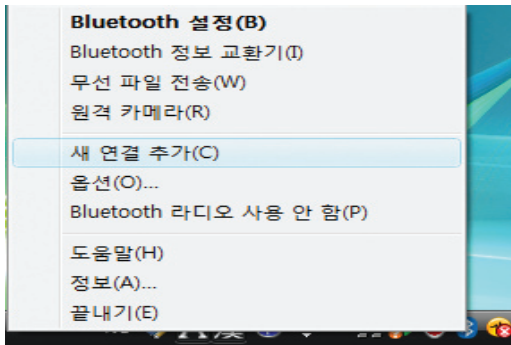 Bluetooth 설정(B)
Bluetooth 정보 교환기(I)
무선 파일 전송(W)
원격 카메라(R)
새 연결 추가(C)
옵션(O)...
Bluetooth 라디오 사용 안 함(P)
도움말(H)
정보(A)...
끝내기(E)